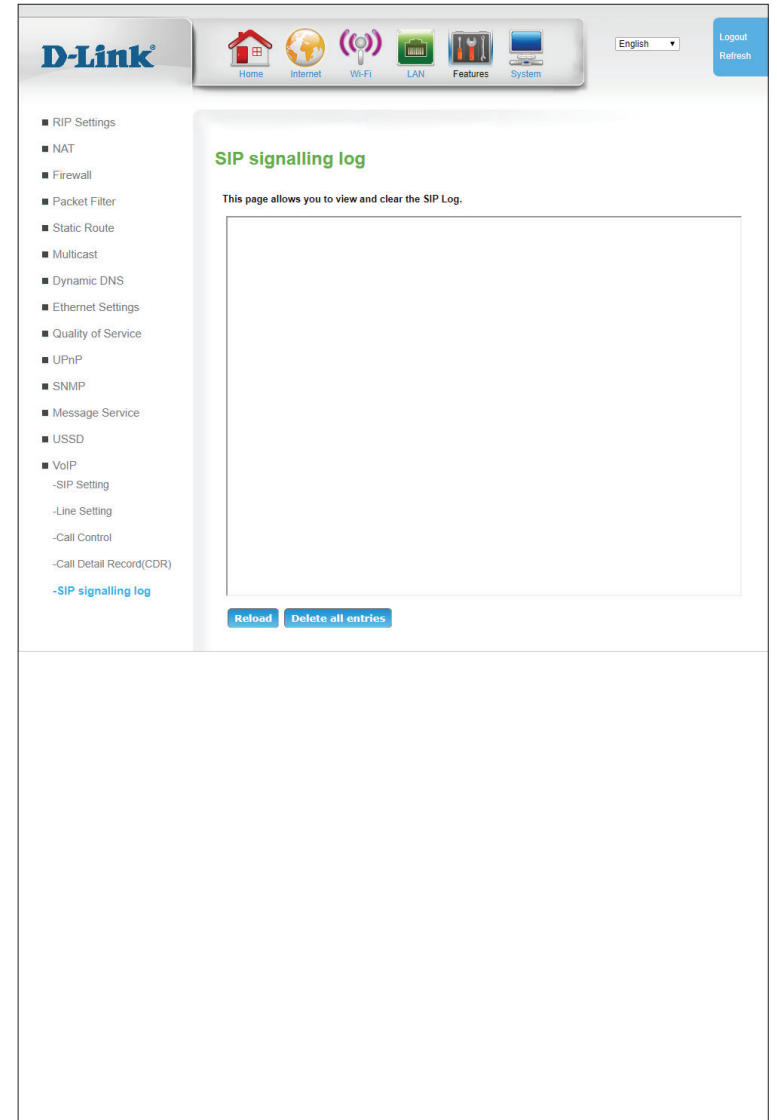 D-Link®
Home
Internet
Wi-Fi
LAN
Features
System
English
Logout
Refresh
RIP Settings
NAT
Firewall
Packet Filter
Static Route
Multicast
Dynamic DNS
Ethernet Settings
Quality of Service
UPnP
SNMP
Message Service
USSD
VoIP
-SIP Setting
-Line Setting
-Call Control
-Call Detail Record(CDR)
-SIP signalling log
SIP signalling log
This page allows you to view and clear the SIP Log.
Reload
Delete all entries